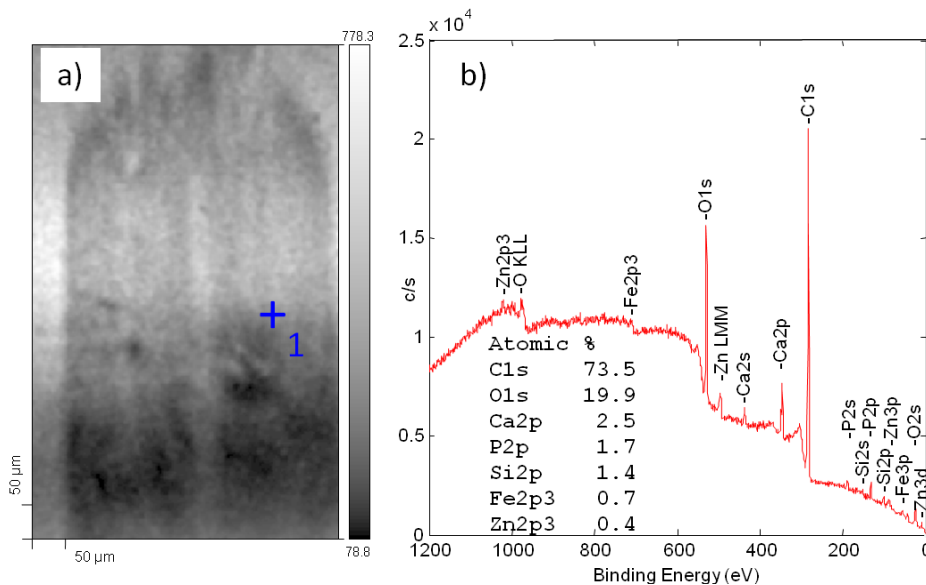 778.3
a)
1
50 µm
50 µm
78.8
x 10⁴
b)
2.5
2
1.5
1
0.5
0
c/s
-Zn2p3
-O KLL
-Fe2p3
-O1s
-Zn LMM
-Ca2s
-Ca2p
-C1s
-P2s
-Si2s
-P2p
-Si2p
-Zn3p
-Fe3p
-O2s
-Zn3d
Atomic %
C1s 73.5
O1s 19.9
Ca2p 2.5
P2p 1.7
Si2p 1.4
Fe2p3 0.7
Zn2p3 0.4
1200 1000 800 600 400 200 0
Binding Energy (eV)